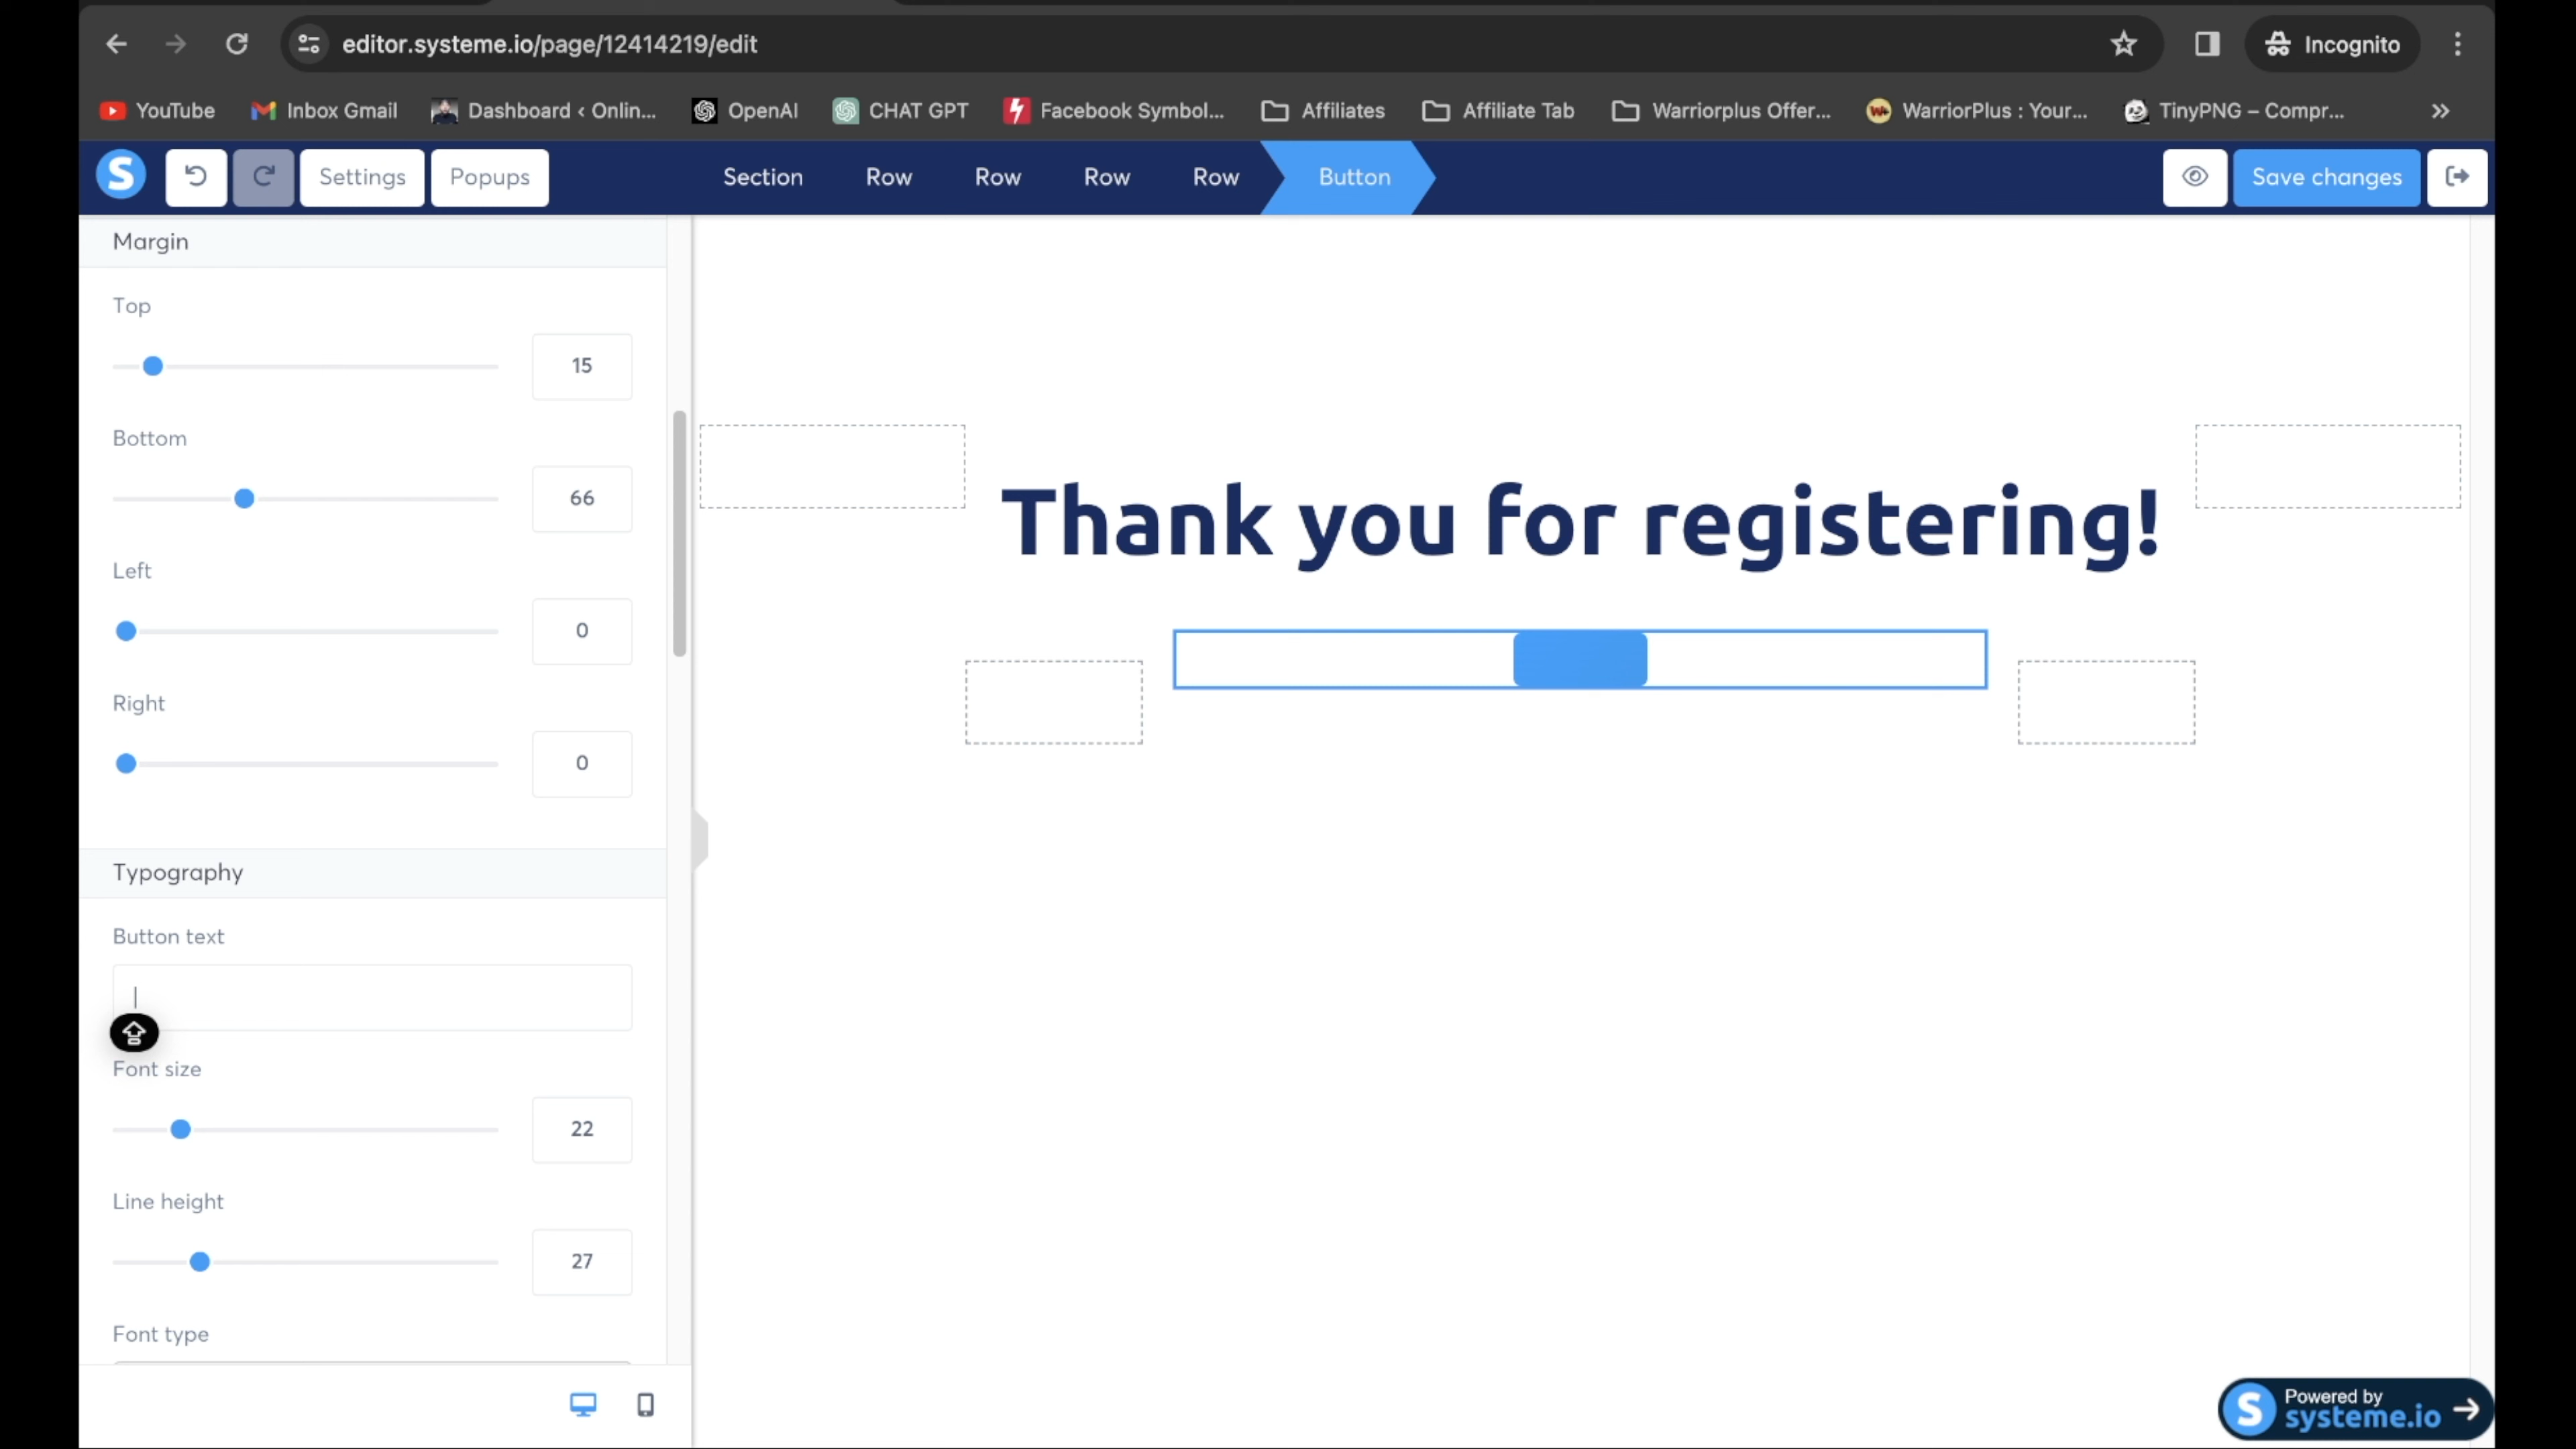 editor.systeme.io/page/12414219/edit
Incognito
YouTube
Inbox Gmail
Dashboard ‹ Onlin...
OpenAI
CHAT GPT
Facebook Symbol...
Affiliates
Affiliate Tab
Warriorplus Offer...
WarriorPlus : Your...
TinyPNG – Compr...
»
S
Settings
Popups
Section
Row
Row
Row
Row
Button
Save changes
Margin
Top
15
Bottom
66
Left
0
Right
0
Typography
Button text
Font size
22
Line height
27
Font type
Thank you for registering!
S
Powered by
systeme.io